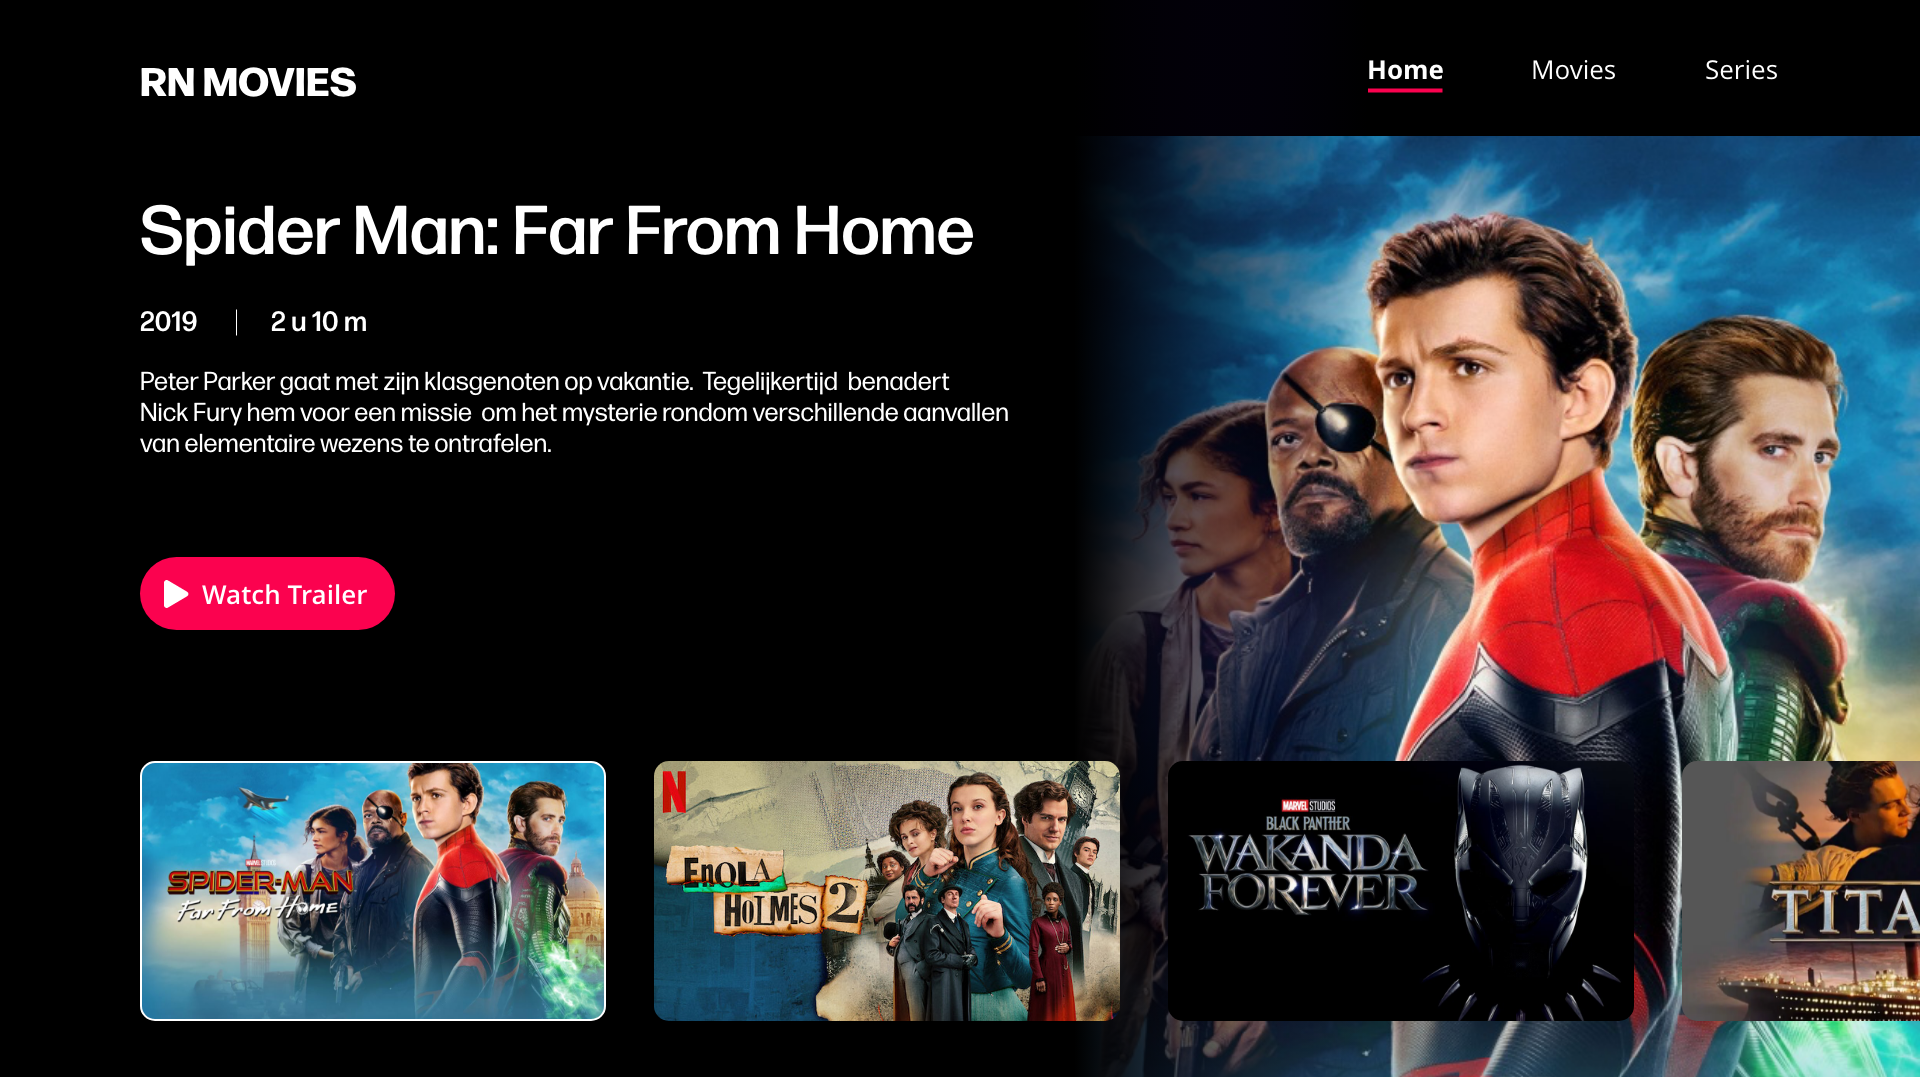 RN MOVIES
Home
Movies
Series
Spider Man: Far From Home
2019
2 u 10 m
Peter Parker gaat met zijn klasgenoten op vakantie.  Tegelijkertijd  benadert
Nick Fury hem voor een missie  om het mysterie rondom verschillende aanvallen
van elementaire wezens te ontrafelen.
Watch Trailer
MARVEL STUDIOS
SPIDER-MAN
Far From Home
N
ENOLA
HOLMES 2
MARVEL STUDIOS
BLACK PANTHER
WAKANDA
FOREVER
TITA